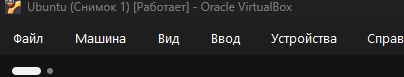 Ubuntu (Снимок 1) [Работает] - Oracle VirtualBox
Файл Машина Вид Ввод Устройства Справ